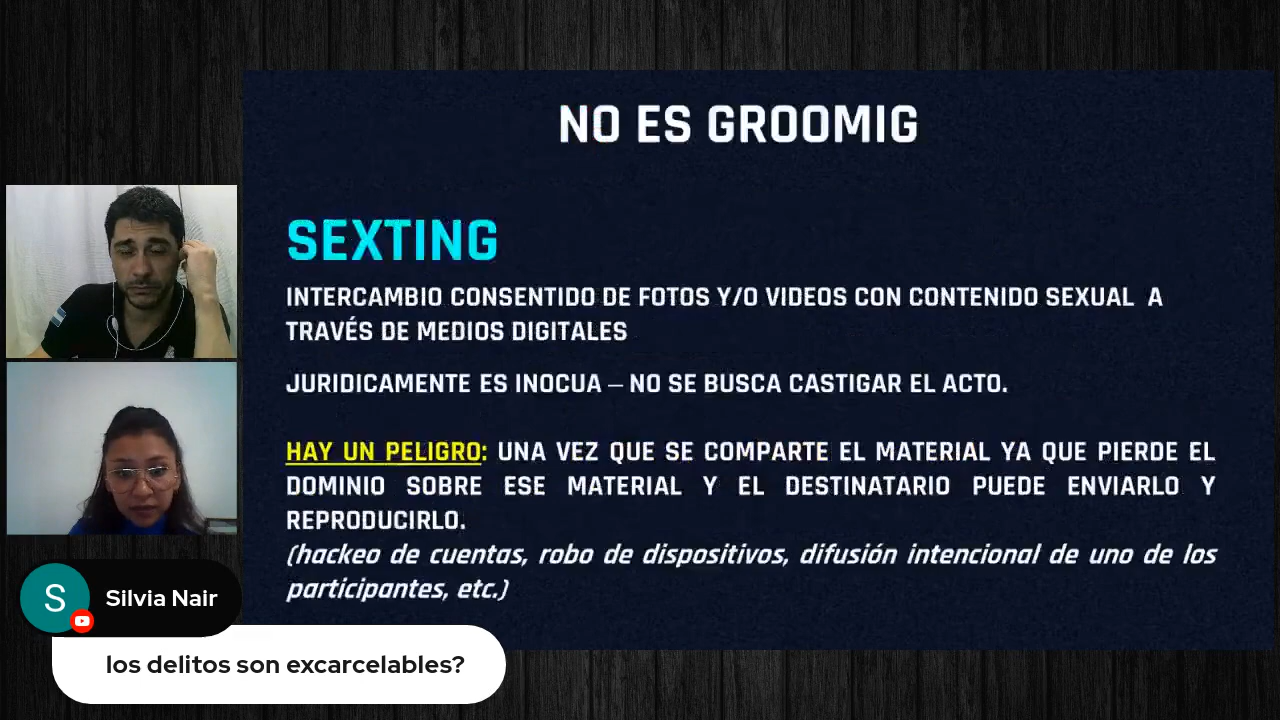 NO ES GROOMIG
SEXTING
INTERCAMBIO CONSENTIDO DE FOTOS Y/O VIDEOS CON CONTENIDO SEXUAL A
TRAVÉS DE MEDIOS DIGITALES
JURIDICAMENTE ES INOCUA – NO SE BUSCA CASTIGAR EL ACTO.
HAY UN PELIGRO: UNA VEZ QUE SE COMPARTE EL MATERIAL YA QUE PIERDE EL
DOMINIO SOBRE ESE MATERIAL Y EL DESTINATARIO PUEDE ENVIARLO Y
REPRODUCIRLO.
(hackeo de cuentas, robo de dispositivos, difusión intencional de uno de los
participantes, etc.)
S
Silvia Nair
los delitos son excarcelables?